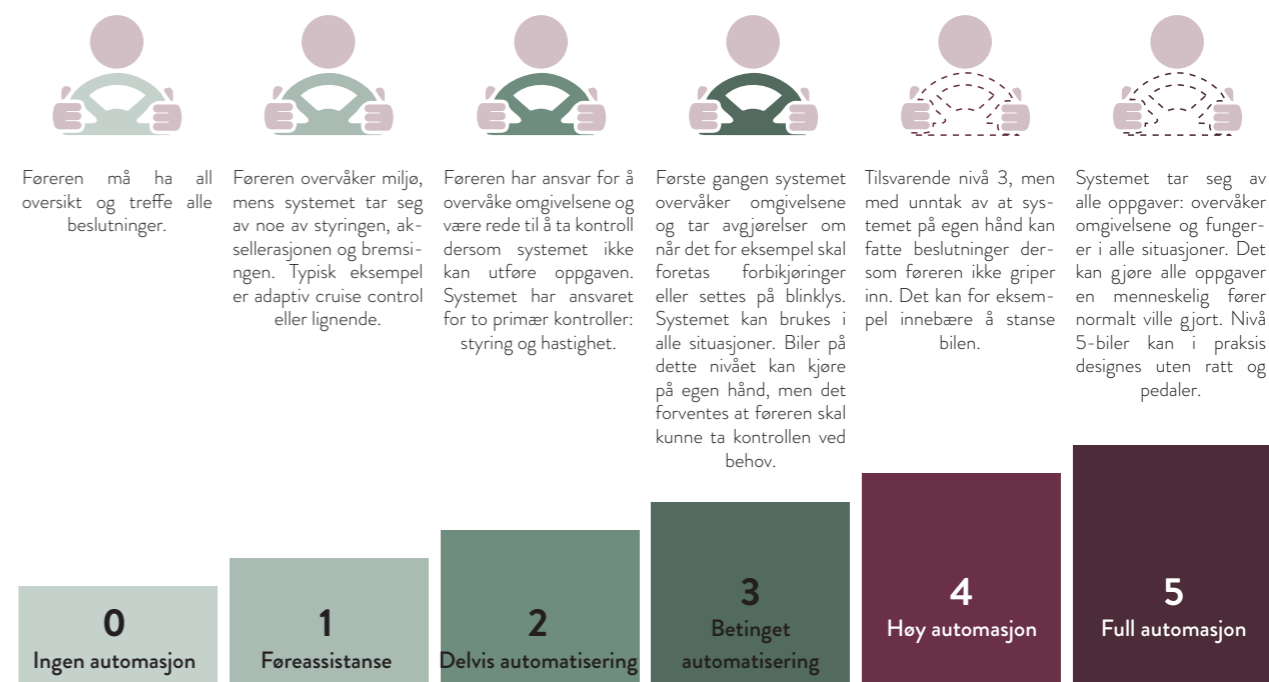 Føreren må ha all
oversikt og treffe alle
beslutninger.
Føreren overvåker miljø,
mens systemet tar seg
av noe av styringen, ak-
sellerasjonen og bremsi-
ngen. Typisk eksempel
er adaptiv cruise control
eller lignende.
Føreren har ansvar for å
overvåke omgivelsene og
være rede til å ta kontroll
dersom systemet ikke
kan utføre oppgaven.
Systemet har ansvaret
for to primær kontroller:
styring og hastighet.
Første gangen systemet
overvåker omgivelsene
og tar avgjørelser om
når det for eksempel skal
foretas forbikjøringer
eller settes på blinklys.
Systemet kan brukes i
alle situasjoner. Biler på
dette nivået kan kjøre
på egen hånd, men det
forventes at føreren skal
kunne ta kontrollen ved
behov.
Tilsvarende nivå 3, men
med unntak av at sys-
temet på egen hånd kan
fatte beslutninger der-
som føreren ikke griper
inn. Det kan for eksem-
pel innebære å stanse
bilen.
Systemet tar seg av
alle oppgaver: overvåker
omgivelsene og funger-
er i alle situasjoner. Det
kan gjøre alle oppgaver
en menneskelig fører
normalt ville gjort. Nivå
5-biler kan i praksis
designes uten ratt og
pedaler.
0
Ingen automasjon
1
Føreassistanse
2
Delvis automatisering
3
Betinget
automatisering
4
Høy automasjon
5
Full automasjon